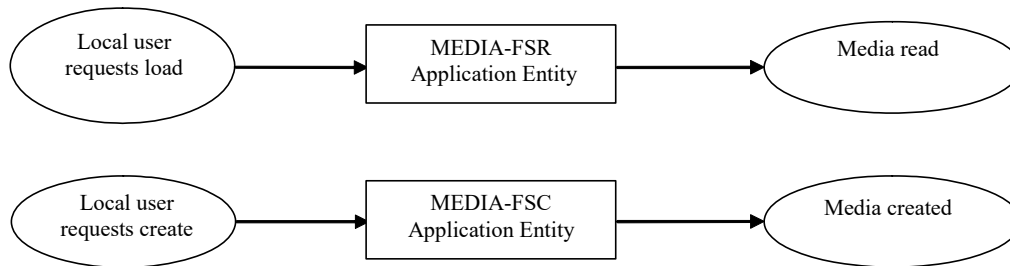 Local user
requests load
MEDIA-FSR
Application Entity
Media read
Local user
requests create
MEDIA-FSC
Application Entity
Media created